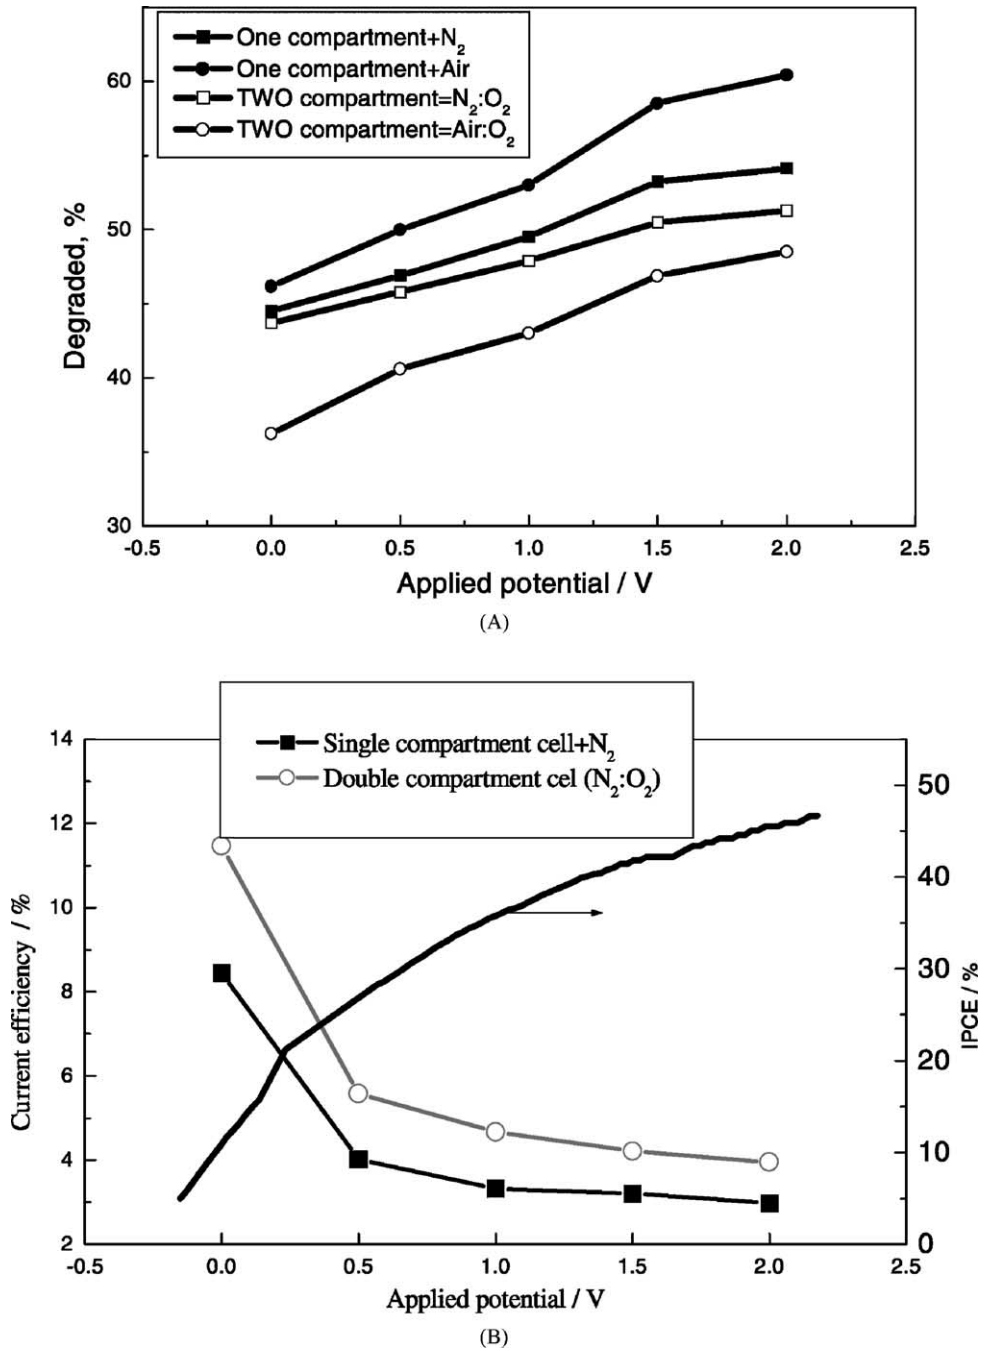 One compartment+N₂
One compartment+Air
TWO compartment=N₂:O₂
TWO compartment=Air:O₂
60
50
40
30
Degraded, %
-0.5 0.0 0.5 1.0 1.5 2.0 2.5
Applied potential / V
(A)
Single compartment cell+N₂
Double compartment cel (N₂:O₂)
14
12
10
8
6
4
2
Current efficiency / %
50
40
30
20
10
0
IPCE / %
-0.5 0.0 0.5 1.0 1.5 2.0 2.5
Applied potential / V
(B)